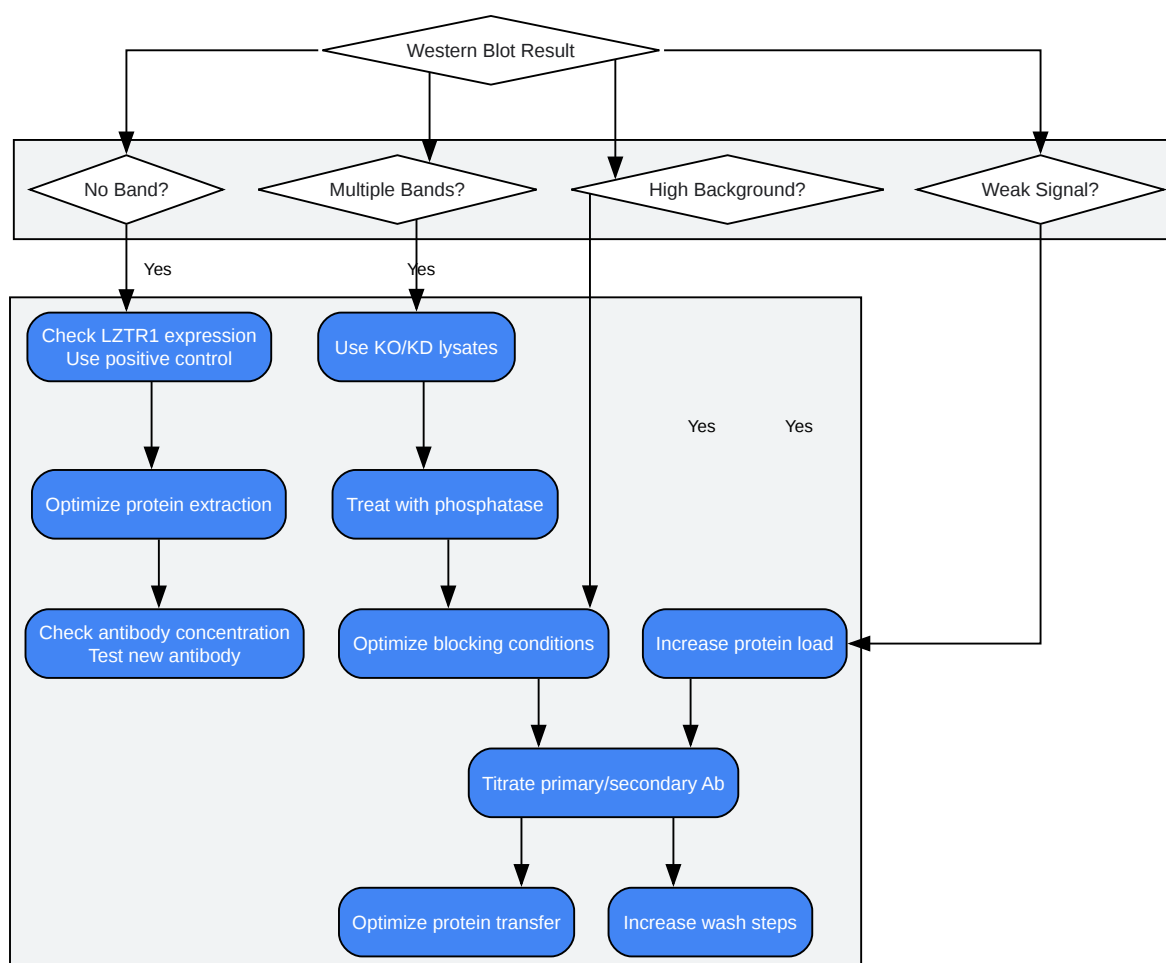 Western Blot Result
No Band?
Multiple Bands?
High Background?
Weak Signal?
Yes
Yes
Check LZTR1 expression
Use positive control
Use KO/KD lysates
Yes
Yes
Optimize protein extraction
Treat with phosphatase
Check antibody concentration
Test new antibody
Optimize blocking conditions
Increase protein load
Titrate primary/secondary Ab
Optimize protein transfer
Increase wash steps